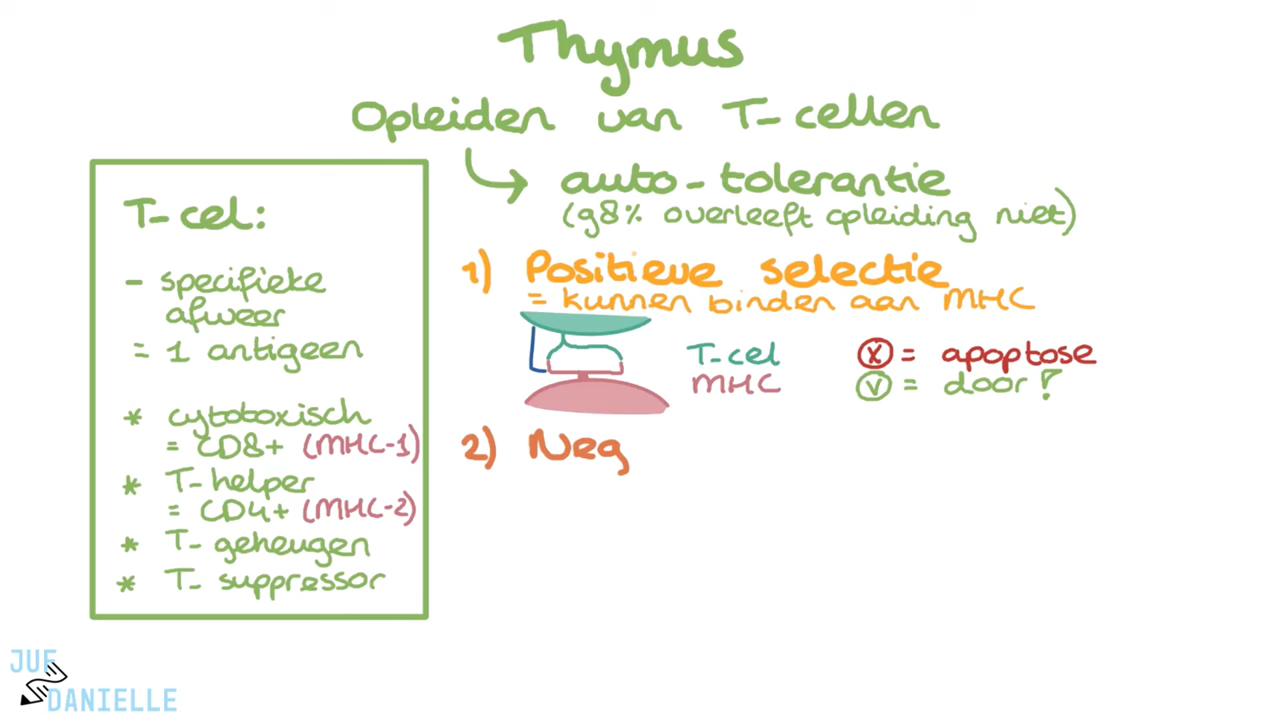 Thymus
Opleiden van T-cellen
auto-tolerantie
(98% overleeft opleiding niet)
T-cel:
- specifieke
afweer
= 1 antigeen
* cytotoxisch
= CD8+ (MHC-1)
* T-helper
= CD4+ (MHC-2)
* T-geheugen
* T-suppressor
1) Positieve selectie
= kunnen binden aan MHC
T-cel
MHC
x = apoptose
v = door!
2) Neg
JUF
DANIELLE